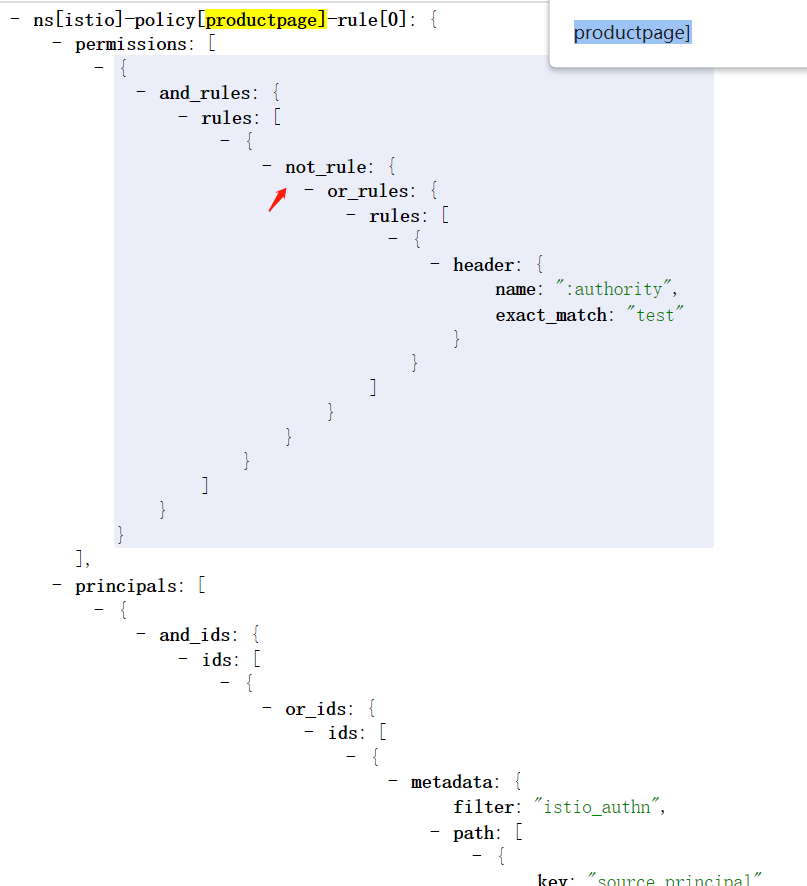 - ns[istio]-policy[productpage]-rule[0]: {
productpage]
- permissions: [
- {
- and_rules: {
- rules: [
- {
- not_rule: {
- or_rules: {
- rules: [
- {
- header: {
name: ":authority",
exact_match: "test"
}
}
]
}
}
}
]
}
}
],
- principals: [
- {
- and_ids: {
- ids: [
- {
- or_ids: {
- ids: [
- {
- metadata: {
filter: "istio_authn",
- path: [
- {
key: "source.principal"